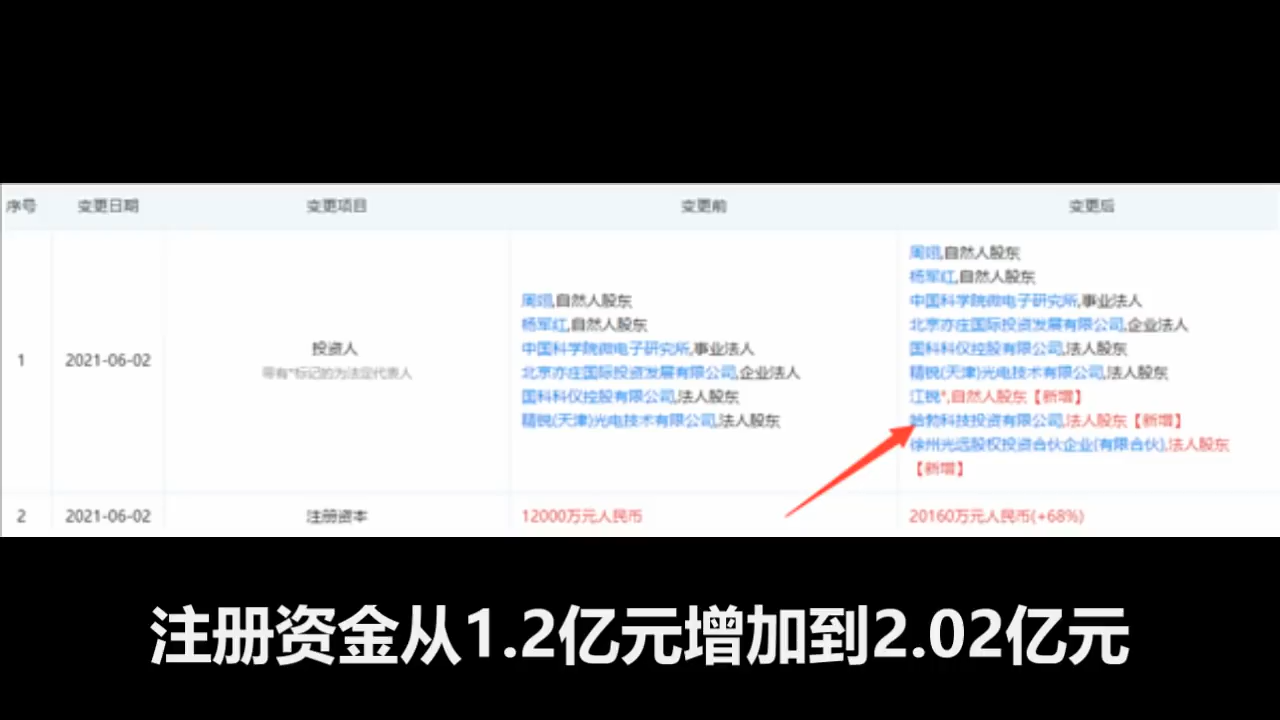 序号 变更日期 变更项目 变更前 变更后
1 2021-06-02 投资人
带有*标记的为法定代表人
周翊,自然人股东
杨军红,自然人股东
中国科学院微电子研究所,事业法人
北京亦庄国际投资发展有限公司,企业法人
国科科仪控股有限公司,法人股东
精锐(天津)光电技术有限公司,法人股东
周翊,自然人股东
杨军红,自然人股东
中国科学院微电子研究所,事业法人
北京亦庄国际投资发展有限公司,企业法人
国科科仪控股有限公司,法人股东
精锐(天津)光电技术有限公司,法人股东
江锐*,自然人股东【新增】
哈勃科技投资有限公司,法人股东【新增】
徐州光远股权投资合伙企业(有限合伙),法人股东
【新增】
2 2021-06-02 注册资本 12000万元人民币 20160万元人民币(+68%)
注册资金从1.2亿元增加到2.02亿元